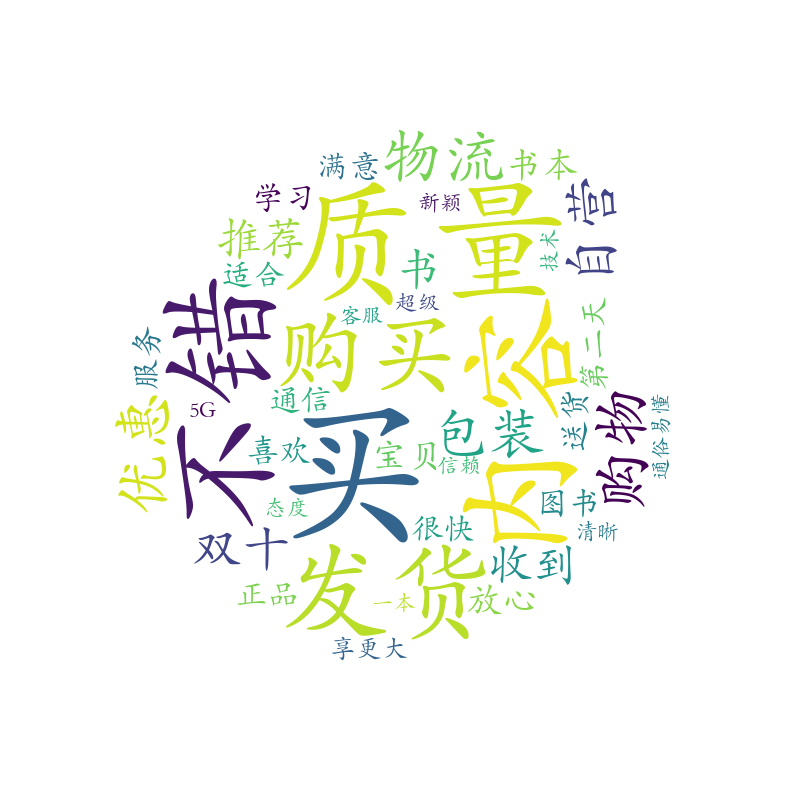 物流
满意
书本
学习
新颖
质量
自营
推荐
书
技术
适合
超级
客服
不错
购买
内容
第二天
服务
5G
通信
优惠
买
包装
送货
购物
通俗易懂
喜欢
宝贝
信赖
图书
态度
很快
清晰
双十
收到
发货
正品
一本
放心
享更大